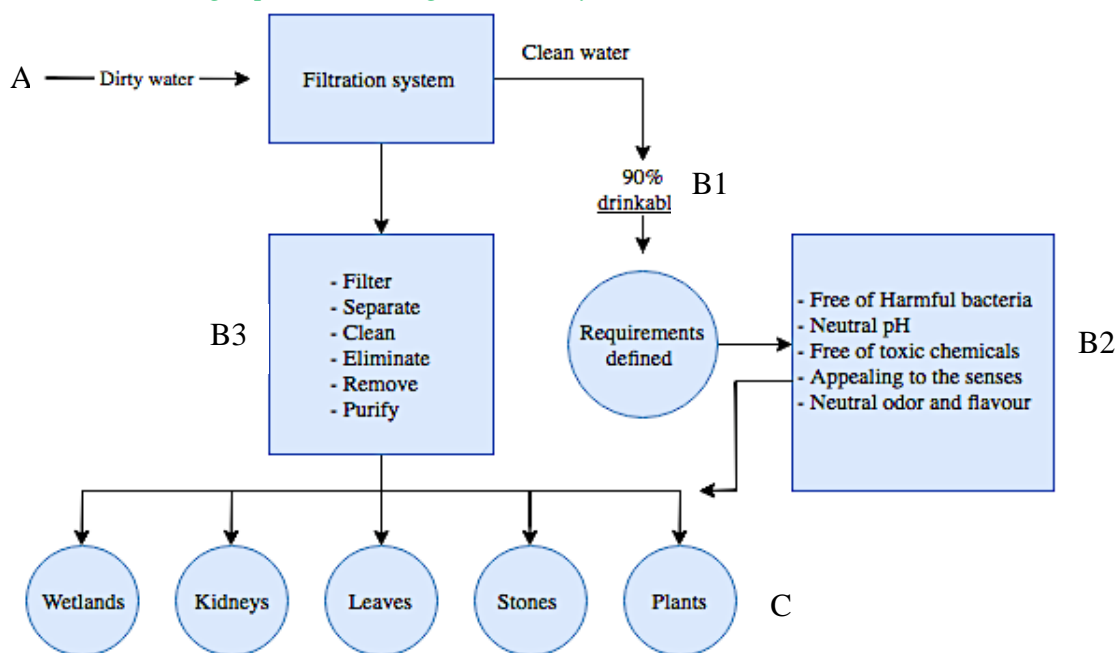 Clean water
A
Dirty water
Filtration system
90%
drinkabl
B1
- Filter
- Separate
- Clean
- Eliminate
- Remove
- Purify
B3
Requirements
defined
- Free of Harmful bacteria
- Neutral pH
- Free of toxic chemicals
- Appealing to the senses
- Neutral odor and flavour
B2
Wetlands
Kidneys
Leaves
Stones
Plants
C